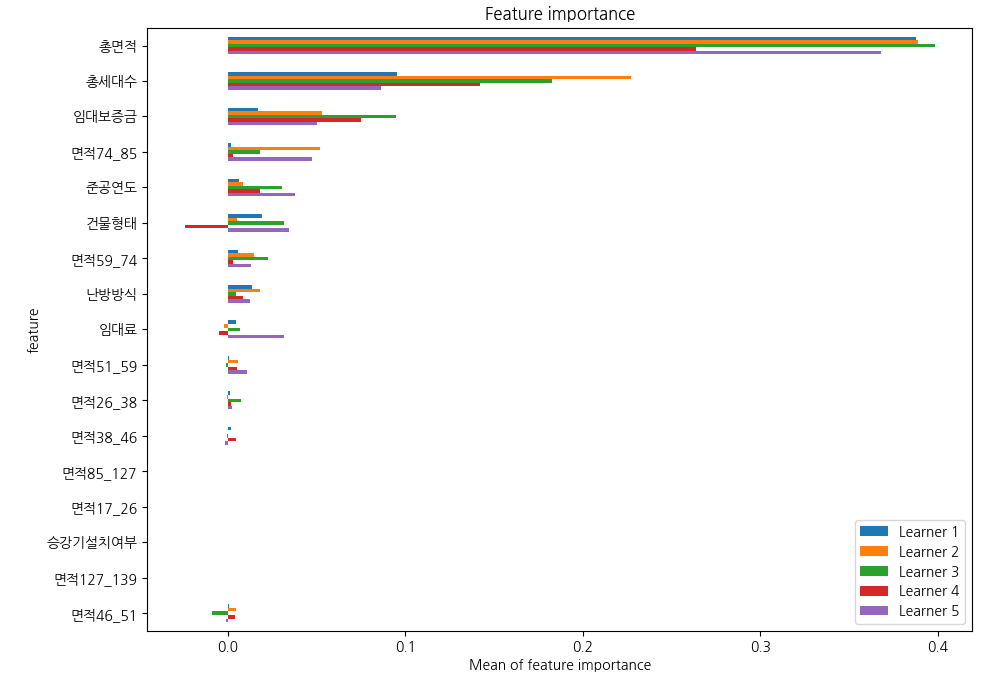 Feature importance
총면적
총세대수
임대보증금
면적74_85
준공연도
건물형태
면적59_74
난방방식
임대료
면적51_59
면적26_38
면적38_46
면적85_127
면적17_26
승강기설치여부
면적127_139
면적46_51
feature
0.0 0.1 0.2 0.3 0.4
Mean of feature importance
Learner 1
Learner 2
Learner 3
Learner 4
Learner 5